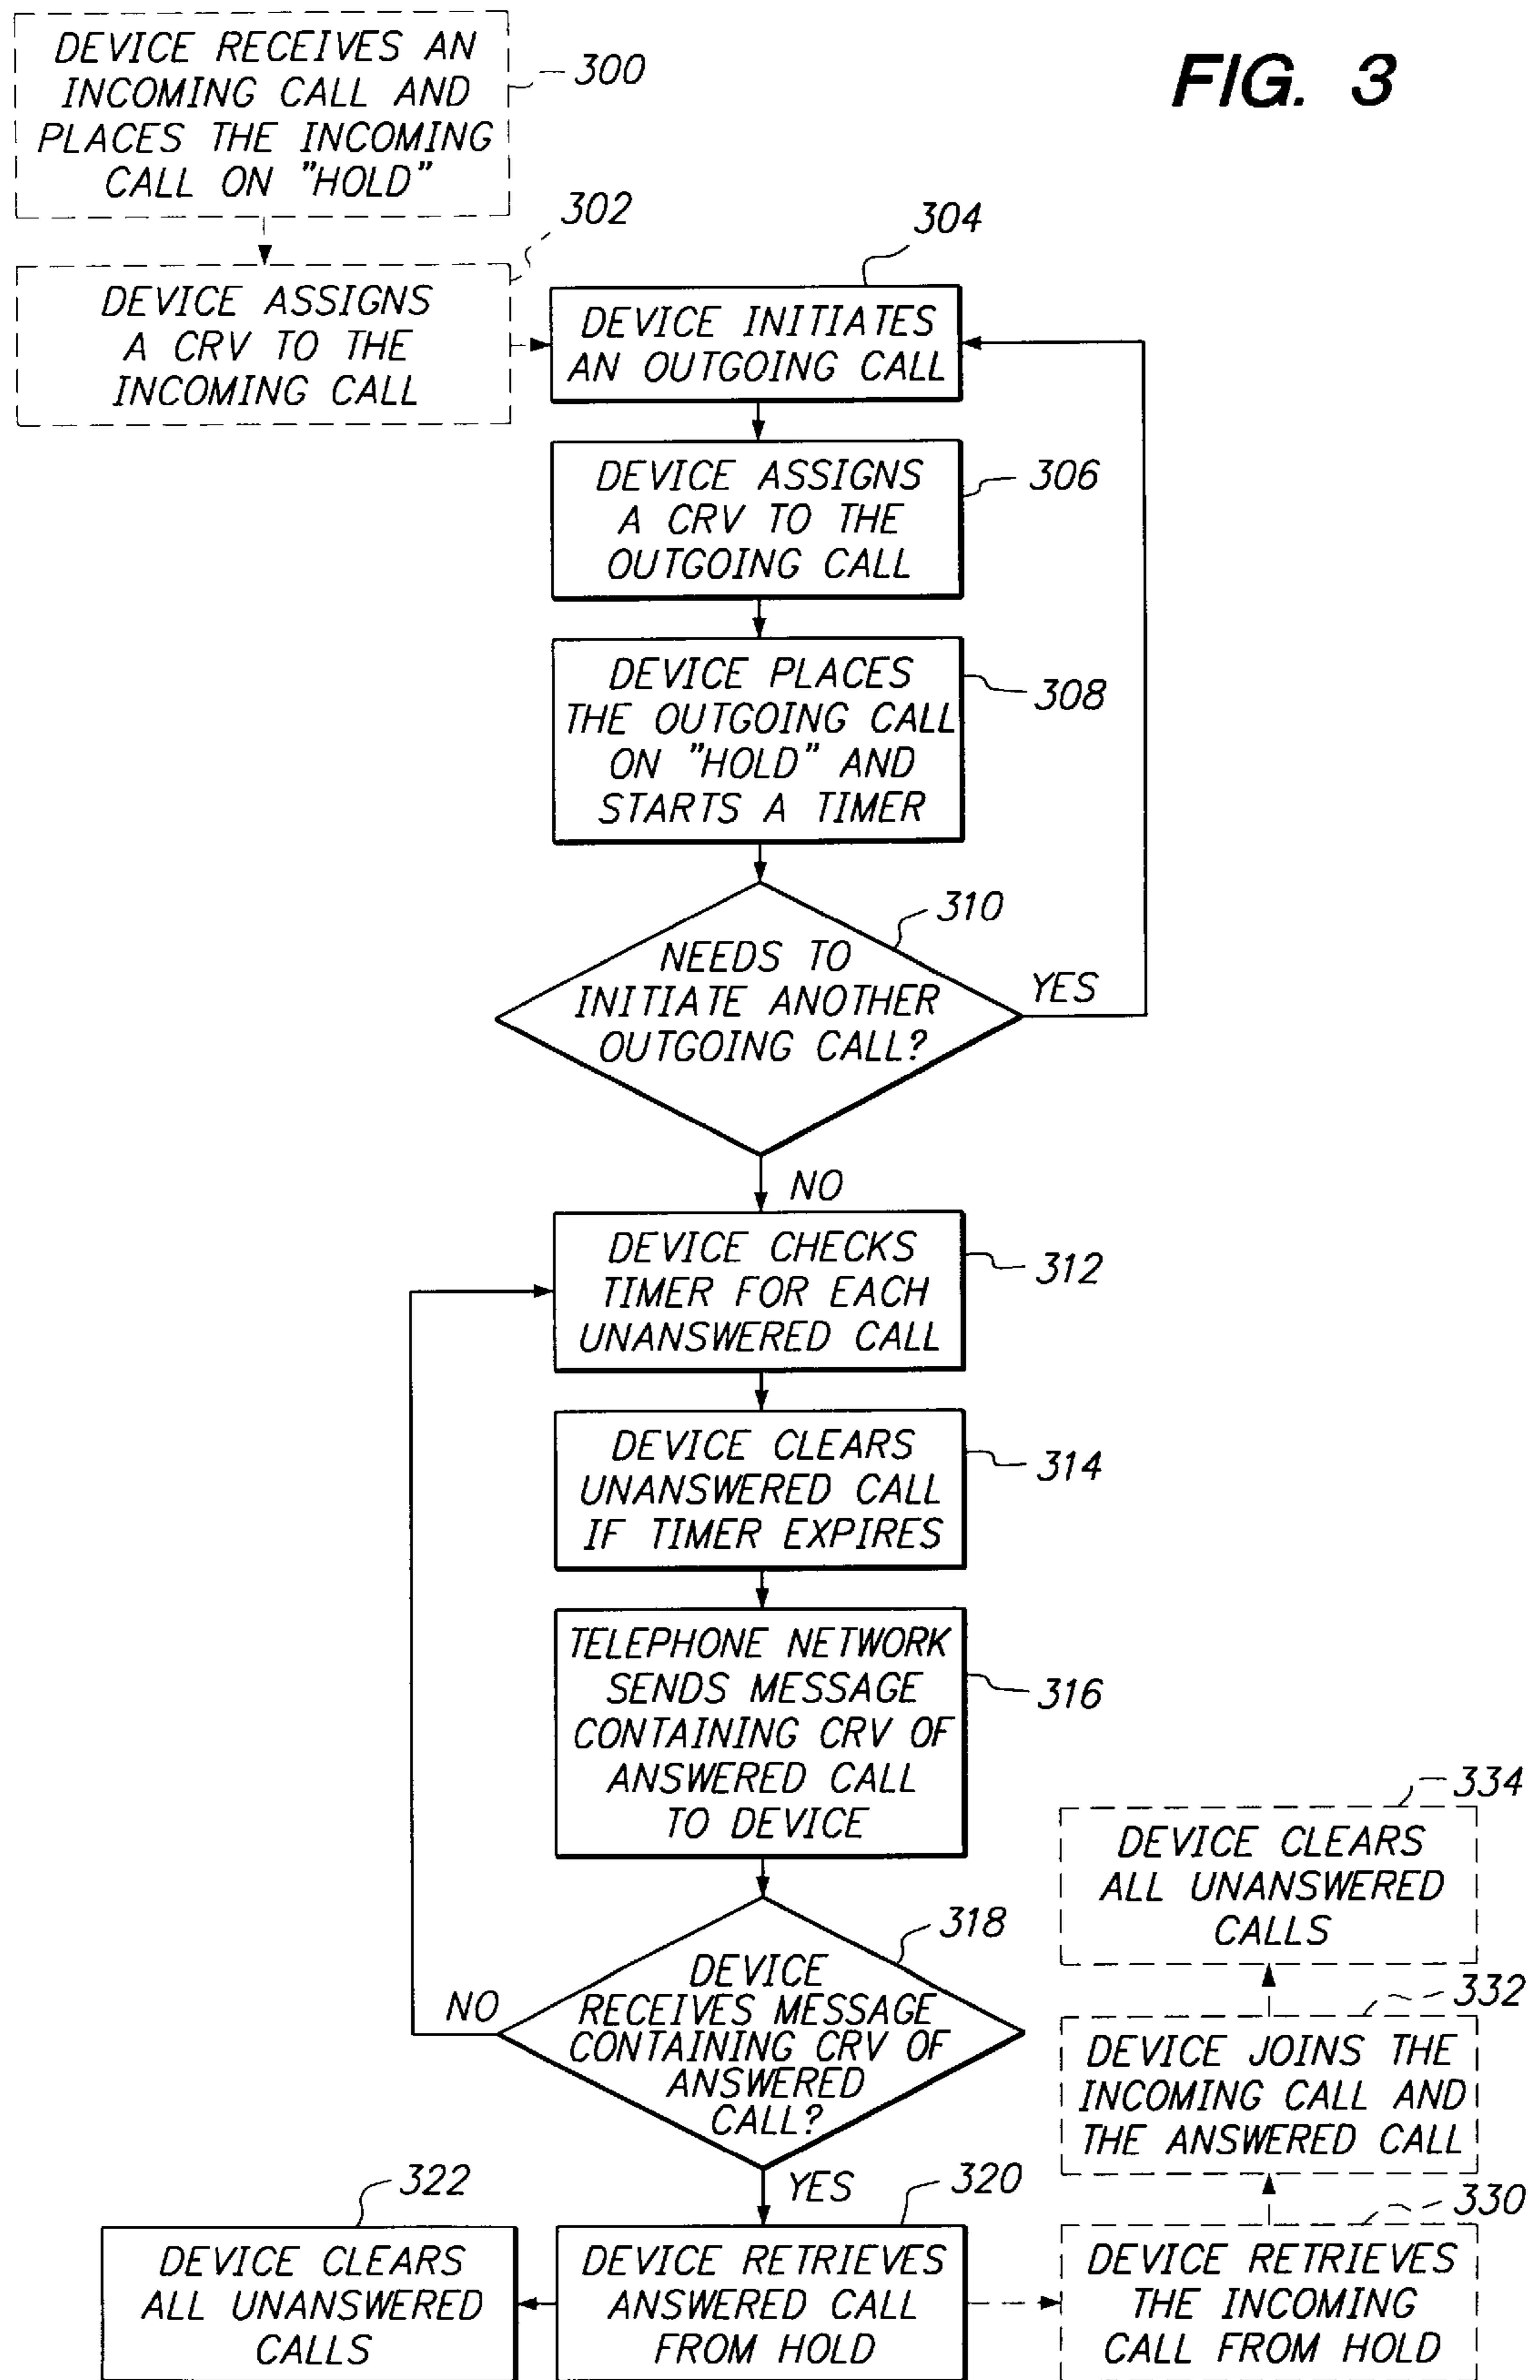 FIG. 3
DEVICE RECEIVES AN
INCOMING CALL AND
PLACES THE INCOMING
CALL ON "HOLD"
300
302
DEVICE ASSIGNS
A CRV TO THE
INCOMING CALL
304
DEVICE INITIATES
AN OUTGOING CALL
DEVICE ASSIGNS
A CRV TO THE
OUTGOING CALL
306
DEVICE PLACES
THE OUTGOING CALL
ON "HOLD" AND
STARTS A TIMER
308
310
NEEDS TO
INITIATE ANOTHER
OUTGOING CALL?
YES
NO
DEVICE CHECKS
TIMER FOR EACH
UNANSWERED CALL
312
DEVICE CLEARS
UNANSWERED CALL
IF TIMER EXPIRES
314
TELEPHONE NETWORK
SENDS MESSAGE
CONTAINING CRV OF
ANSWERED CALL
TO DEVICE
316
318
DEVICE
RECEIVES MESSAGE
CONTAINING CRV OF
ANSWERED
CALL?
NO
YES
320
DEVICE RETRIEVES
ANSWERED CALL
FROM HOLD
322
DEVICE CLEARS
ALL UNANSWERED
CALLS
334
DEVICE CLEARS
ALL UNANSWERED
CALLS
332
DEVICE JOINS THE
INCOMING CALL AND
THE ANSWERED CALL
330
DEVICE RETRIEVES
THE INCOMING
CALL FROM HOLD